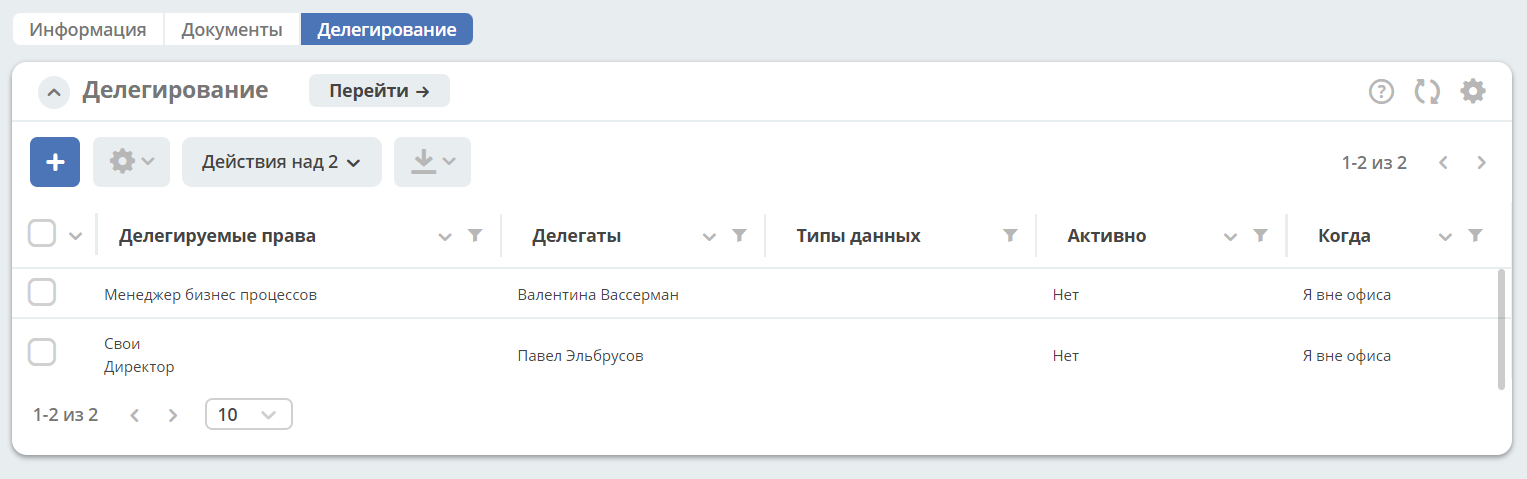 Информация Документы Делегирование
Делегирование Перейти →
Действия над 2 1-2 из 2
Делегируемые права Делегаты Типы данных Активно Когда
Менеджер бизнес процессов Валентина Вассерман Нет Я вне офиса
Свои
Директор Павел Эльбрусов Нет Я вне офиса
1-2 из 2 10